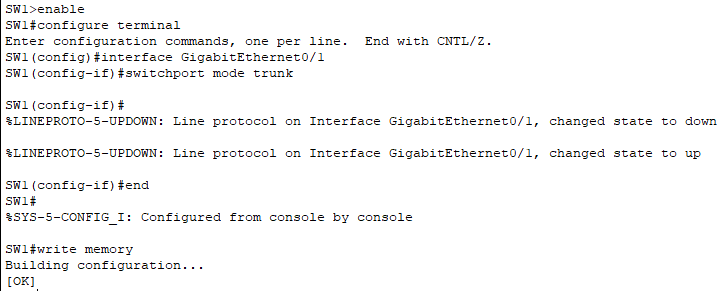 SW1>enable
SW1#configure terminal
Enter configuration commands, one per line.  End with CNTL/Z.
SW1(config)#interface GigabitEthernet0/1
SW1(config-if)#switchport mode trunk
SW1(config-if)#
%LINEPROTO-5-UPDOWN: Line protocol on Interface GigabitEthernet0/1, changed state to down
%LINEPROTO-5-UPDOWN: Line protocol on Interface GigabitEthernet0/1, changed state to up
SW1(config-if)#end
SW1#
%SYS-5-CONFIG_I: Configured from console by console
SW1#write memory
Building configuration...
[OK]